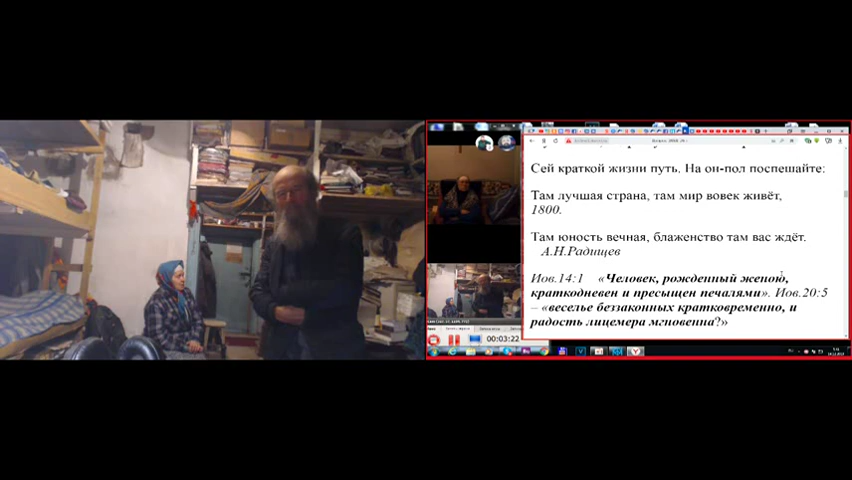 Сей краткой жизни путь. На он-пол поспешайте:
Там лучшая страна, там мир вовек живёт,
1800.
Там юность вечная, блаженство там вас ждёт.
А.Н.Радищев
Иов.14:1 «Человек, рожденный женою,
краткодневен и пресыщен печалями». Иов.20:5
– «веселье беззаконных кратковременно, и
радость лицемера мгновенна?»
00:03:22